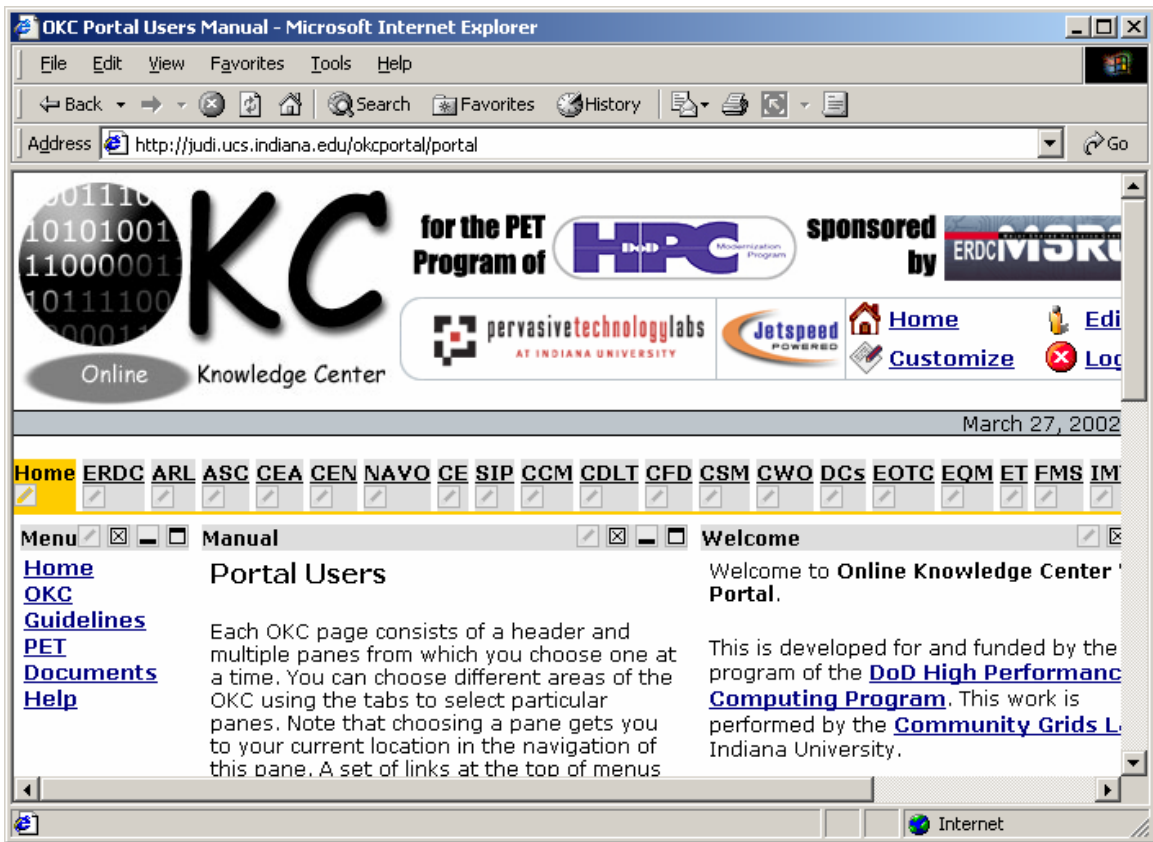 OKC Portal Users Manual - Microsoft Internet Explorer
File Edit View Favorites Tools Help
Back Search Favorites History
Address http://judi.ucs.indiana.edu/okcportal/portal Go
OKC
Online Knowledge Center
for the PET Program of
DoD HPC Modernization Program
sponsored by
ERDC MSRC
pervasivetechnologylabs
AT INDIANA UNIVERSITY
Jetspeed
POWERED
Home Edi
Customize Log
March 27, 2002
Home ERDC ARL ASC CEA CEN NAVO CE SIP CCM CDLT CFD CSM CWO DCs EOTC EQM ET FMS IM
Menu
Home
OKC
Guidelines
PET
Documents
Help
Manual
Portal Users
Each OKC page consists of a header and
multiple panes from which you choose one at
a time. You can choose different areas of the
OKC using the tabs to select particular
panes. Note that choosing a pane gets you
to your current location in the navigation of
this pane. A set of links at the top of menus
Welcome
Welcome to Online Knowledge Center
Portal.
This is developed for and funded by the
program of the DoD High Performanc
Computing Program. This work is
performed by the Community Grids L
Indiana University.
Internet